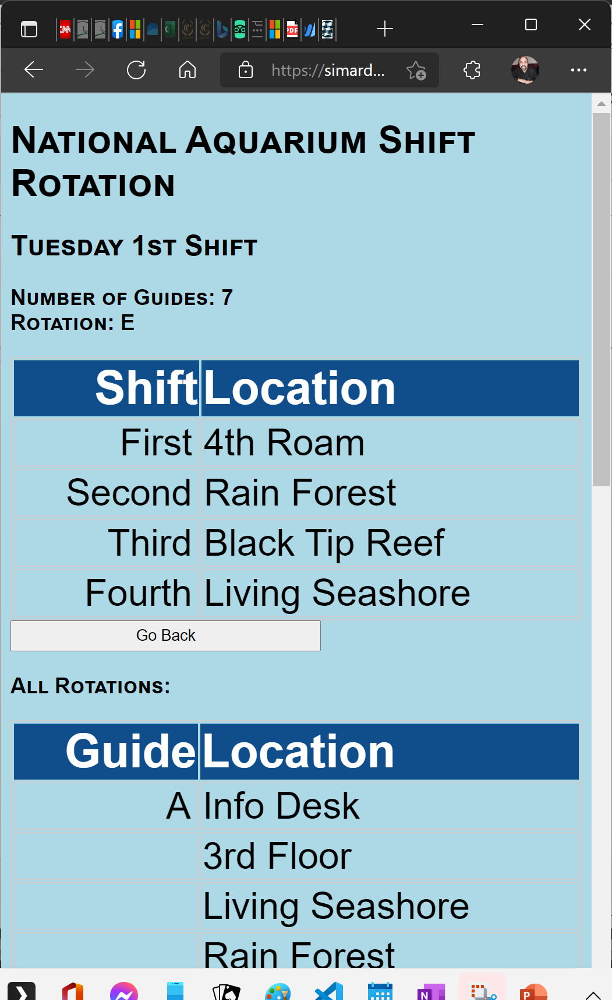 CNN
PDF
https://simard...
National Aquarium Shift
Rotation
Tuesday 1st Shift
Number of Guides: 7
Rotation: E
Shift Location
First 4th Roam
Second Rain Forest
Third Black Tip Reef
Fourth Living Seashore
Go Back
All Rotations:
Guide Location
A Info Desk
3rd Floor
Living Seashore
Rain Forest
N
P